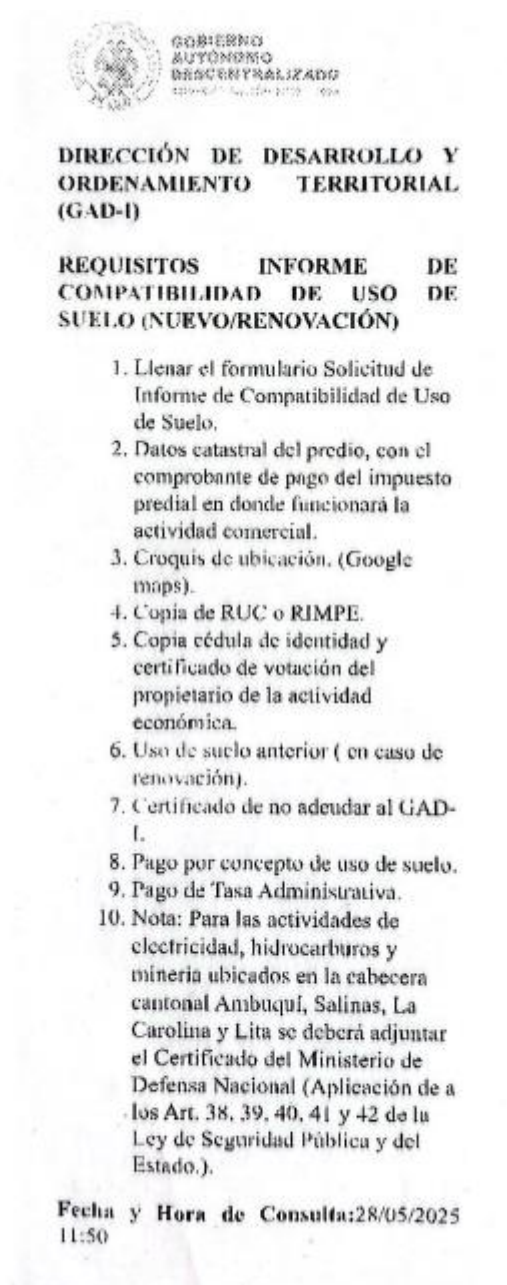 GOBIERNO
AUTÓNOMO
DESCENTRALIZADO
DIRECCIÓN DE DESARROLLO Y
ORDENAMIENTO TERRITORIAL
(GAD-I)
REQUISITOS INFORME DE
COMPATIBILIDAD DE USO DE
SUELO (NUEVO/RENOVACIÓN)
1. Llenar el formulario Solicitud de
Informe de Compatibilidad de Uso
de Suelo.
2. Datos catastral del predio, con el
comprobante de pago del impuesto
predial en donde funcionará la
actividad comercial.
3. Croquis de ubicación. (Google
maps).
4. Copia de RUC o RIMPE.
5. Copia cédula de identidad y
certificado de votación del
propietario de la actividad
económica.
6. Uso de suelo anterior ( en caso de
renovación).
7. Certificado de no adeudar al GAD-
I.
8. Pago por concepto de uso de suelo.
9. Pago de Tasa Administrativa.
10. Nota: Para las actividades de
electricidad, hidrocarburos y
mineria ubicados en la cabecera
cantonal Ambuquí, Salinas, La
Carolina y Lita se deberá adjuntar
el Certificado del Ministerio de
Defensa Nacional (Aplicación de a
los Art. 38, 39, 40, 41 y 42 de la
Ley de Seguridad Pública y del
Estado.).
Fecha y Hora de Consulta:28/05/2025
11:50